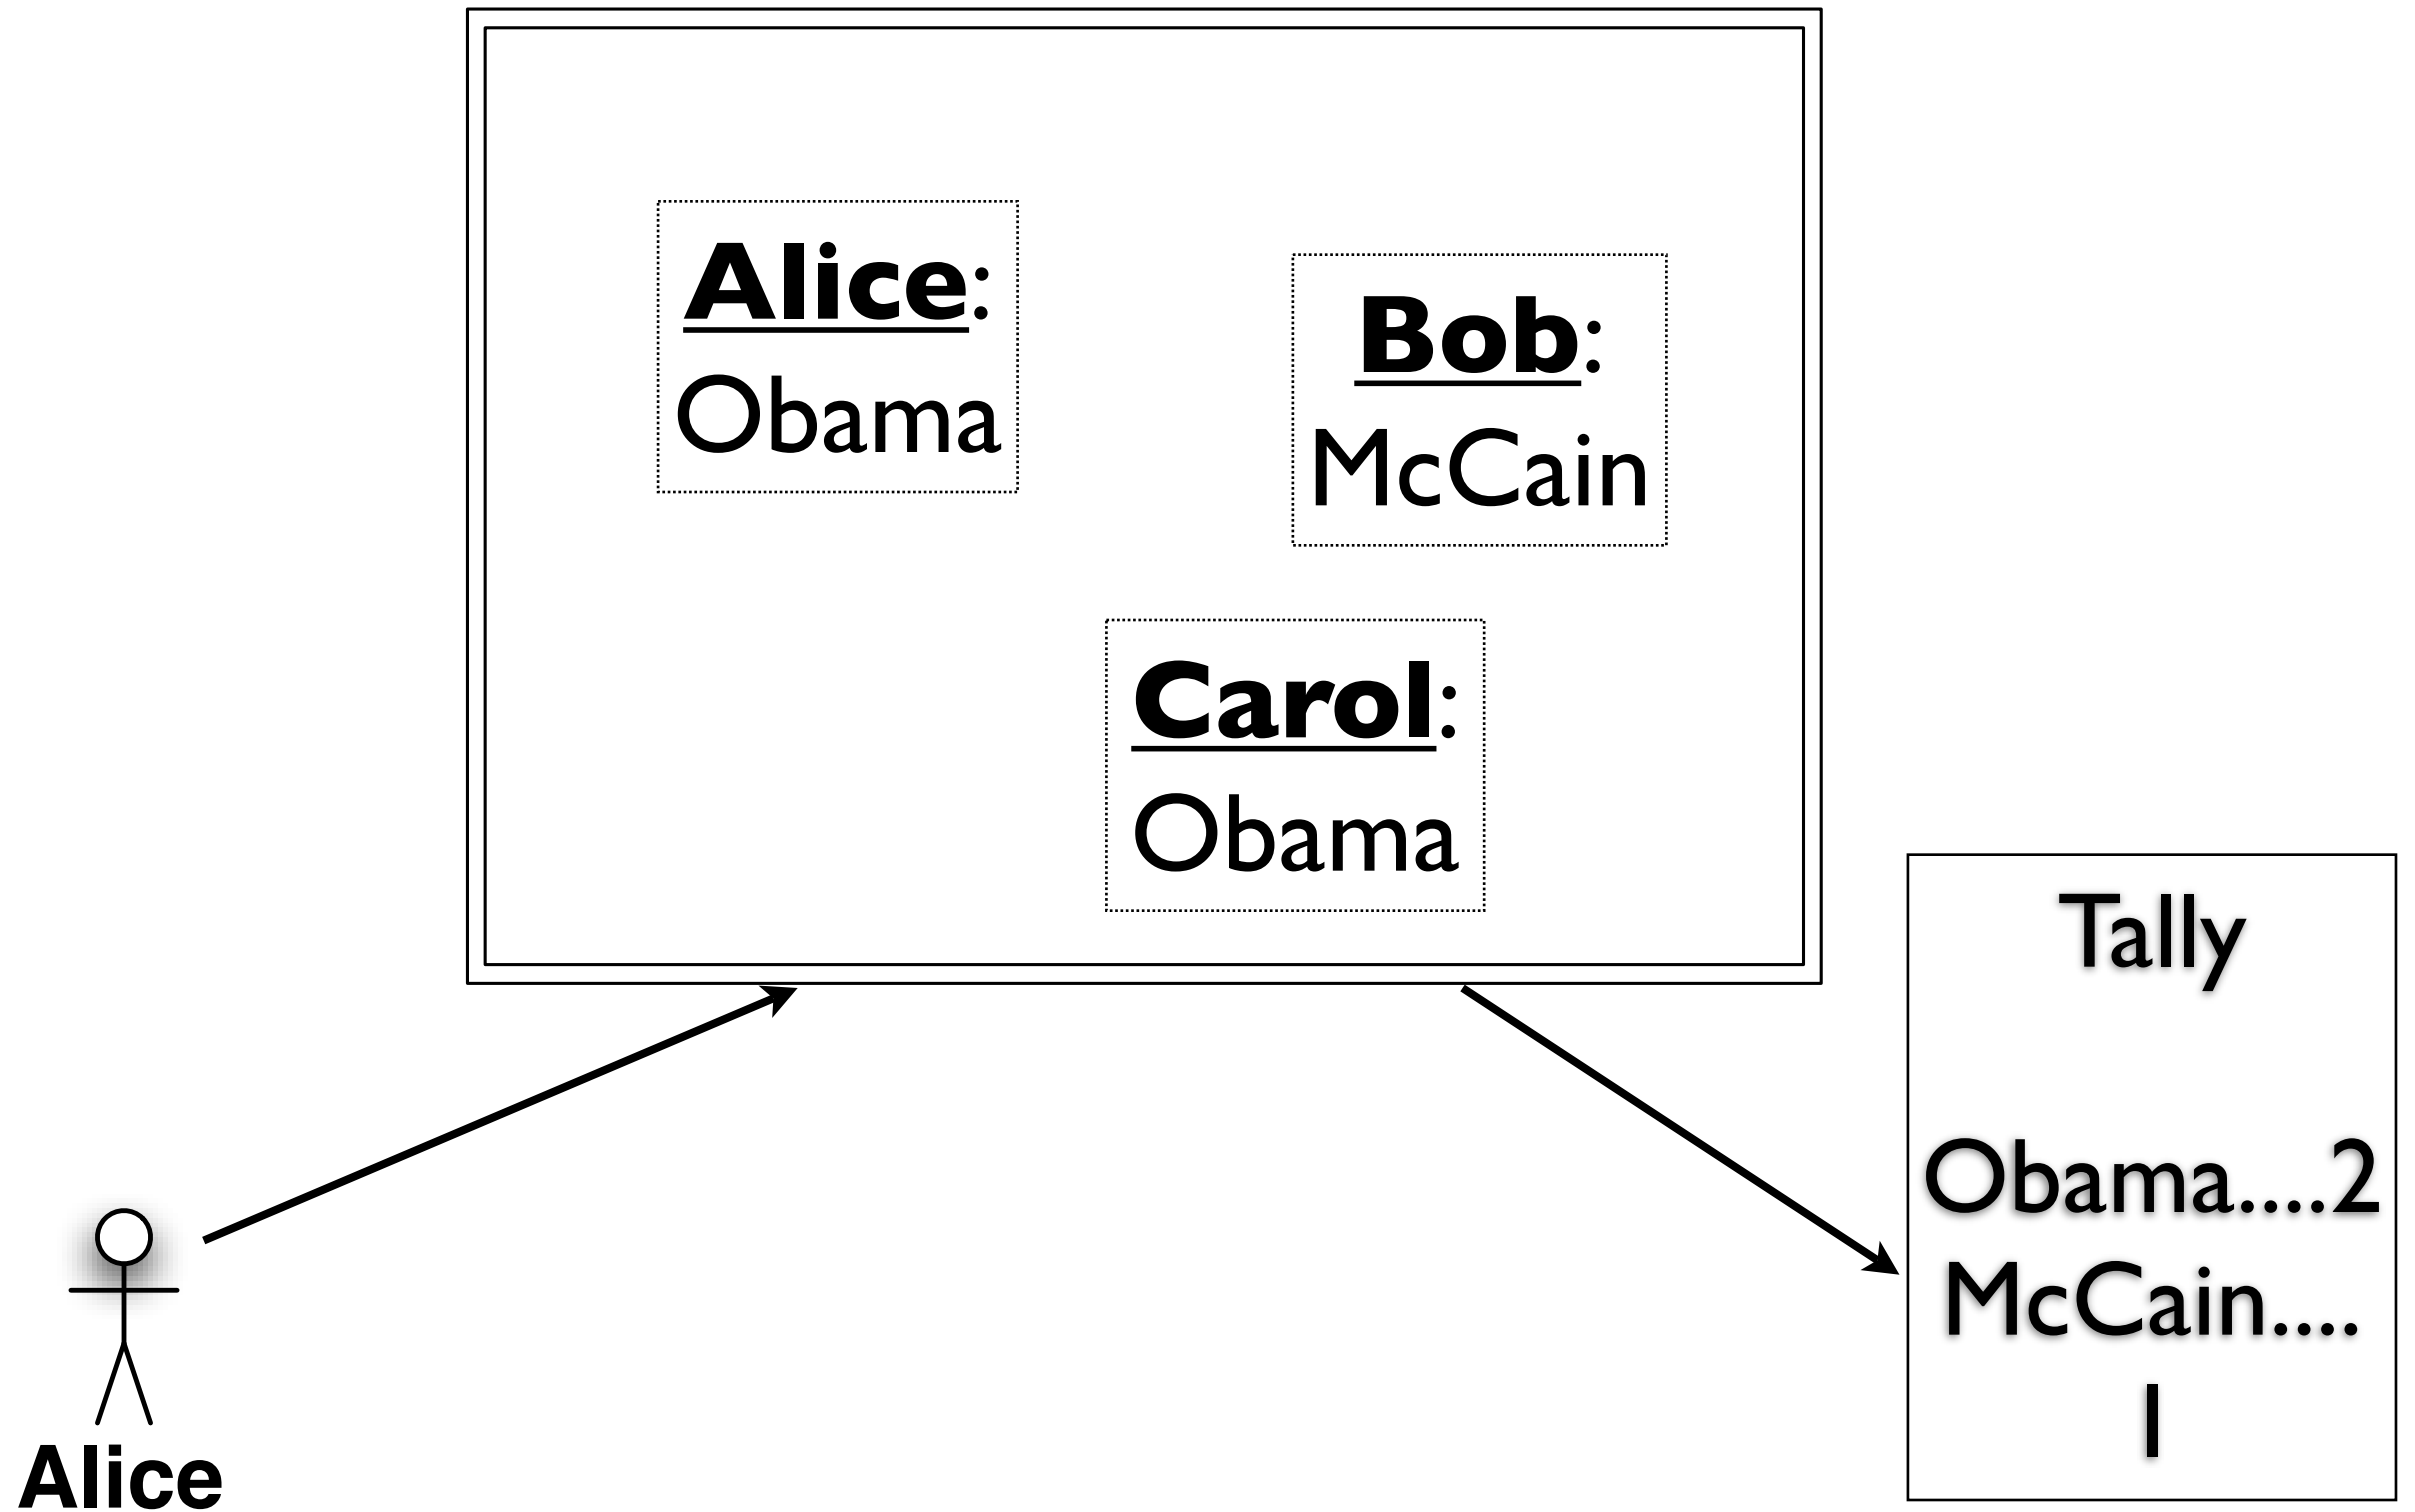 Alice:
Obama
Bob:
McCain
Carol:
Obama
Tally
Obama....2
McCain....
1
Alice